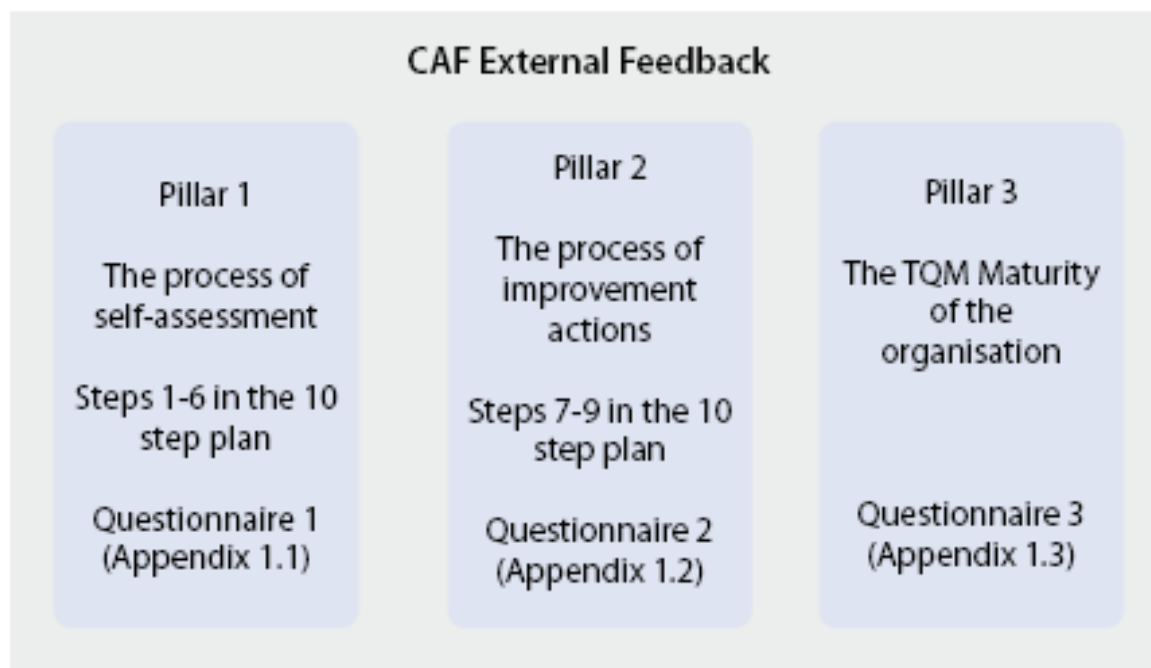 CAF External Feedback
Pillar 1
The process of
self-assessment
Steps 1-6 in the 10
step plan
Questionnaire 1
(Appendix 1.1)
Pillar 2
The process of
improvement
actions
Steps 7-9 in the 10
step plan
Questionnaire 2
(Appendix 1.2)
Pillar 3
The TQM Maturity
of the
organisation
Questionnaire 3
(Appendix 1.3)